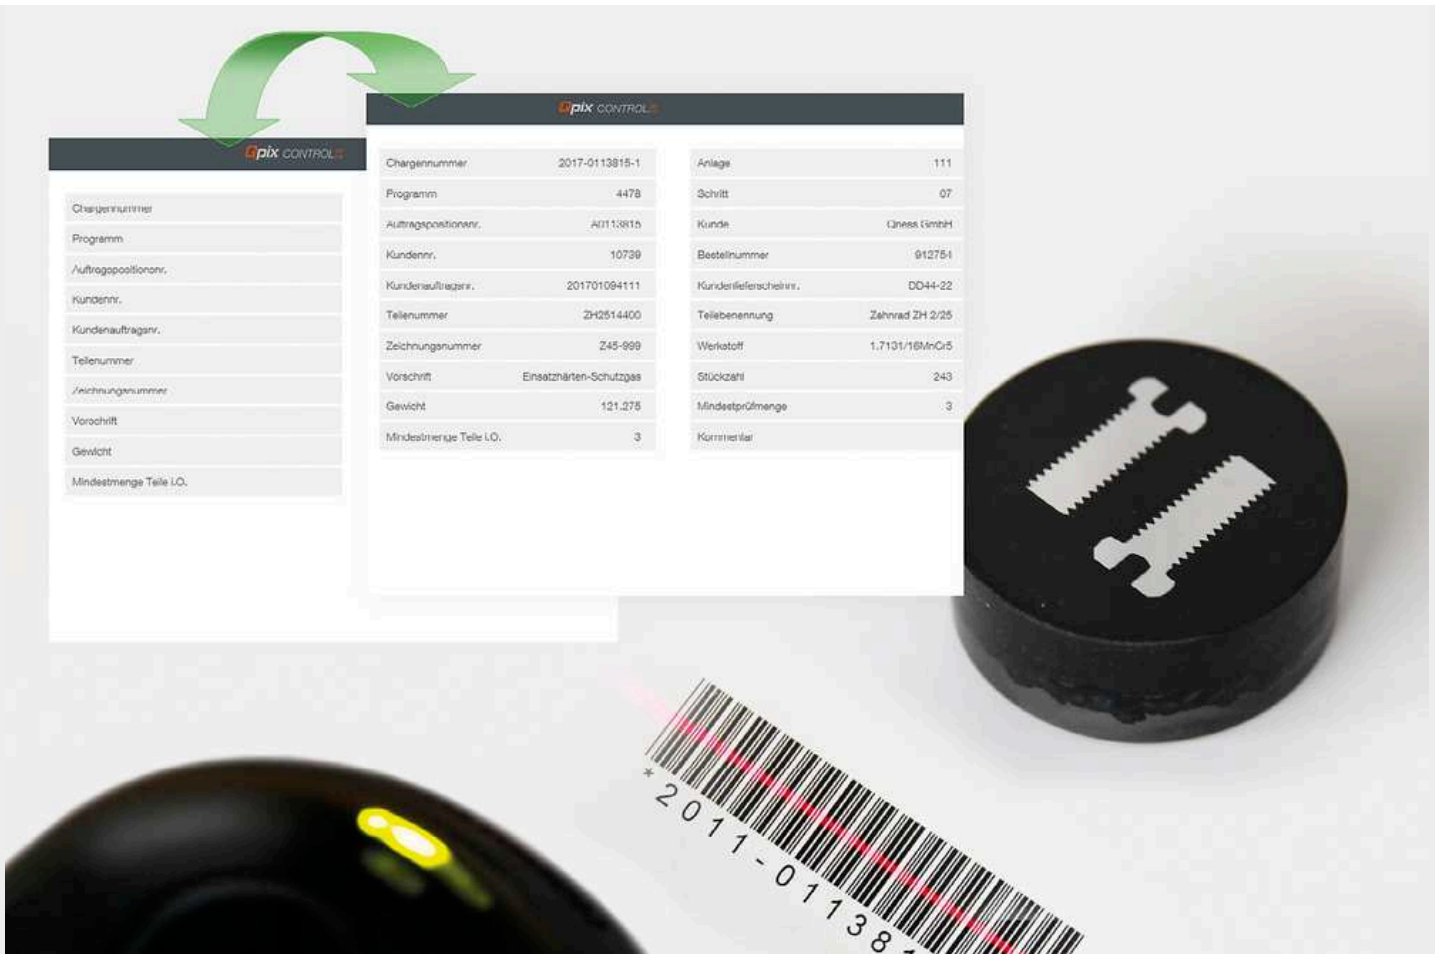 Qpix CONTROL
Chargennummer
Programm
Auftragspositionsnr.
Kundennr.
Kundenauftragsnr.
Teilenummer
Zeichnungsnummer
Vorschrift
Gewicht
Mindestmenge Teile i.O.
Qpix CONTROL
Chargennummer 2017-0113815-1
Programm 4478
Auftragspositionsnr. A0113815
Kundennr. 10739
Kundenauftragsnr. 201701094111
Teilenummer ZH2514400
Zeichnungsnummer Z45-999
Vorschrift Einsatzhärten-Schutzgas
Gewicht 121.275
Mindestmenge Teile i.O. 3
Anlage 111
Schritt 07
Kunde Qness GmbH
Bestellnummer 912751
Kundenlieferscheinnr. DD44-22
Teilebenennung Zahnrad ZH 2/25
Werkstoff 1.7131/16MnCr5
Stückzahl 243
Mindestprüfmenge 3
Kommentar
*2011-01138